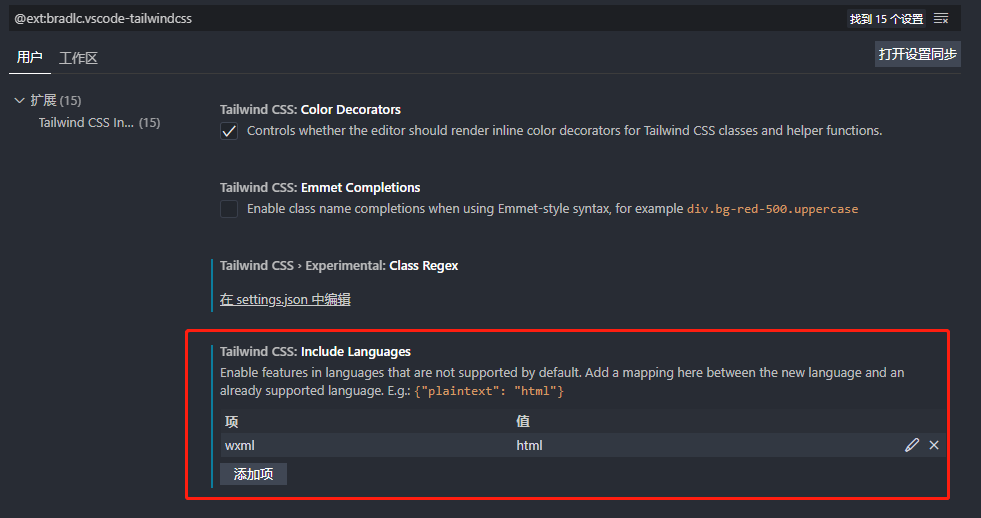 @ext:bradlc.vscode-tailwindcss
找到 15 个设置
用户
工作区
打开设置同步
扩展 (15)
Tailwind CSS In... (15)
Tailwind CSS: Color Decorators
Controls whether the editor should render inline color decorators for Tailwind CSS classes and helper functions.
Tailwind CSS: Emmet Completions
Enable class name completions when using Emmet-style syntax, for example div.bg-red-500.uppercase
Tailwind CSS › Experimental: Class Regex
在 settings.json 中编辑
Tailwind CSS: Include Languages
Enable features in languages that are not supported by default. Add a mapping here between the new language and an
already supported language. E.g.: {"plaintext": "html"}
项 值
wxml html
添加项